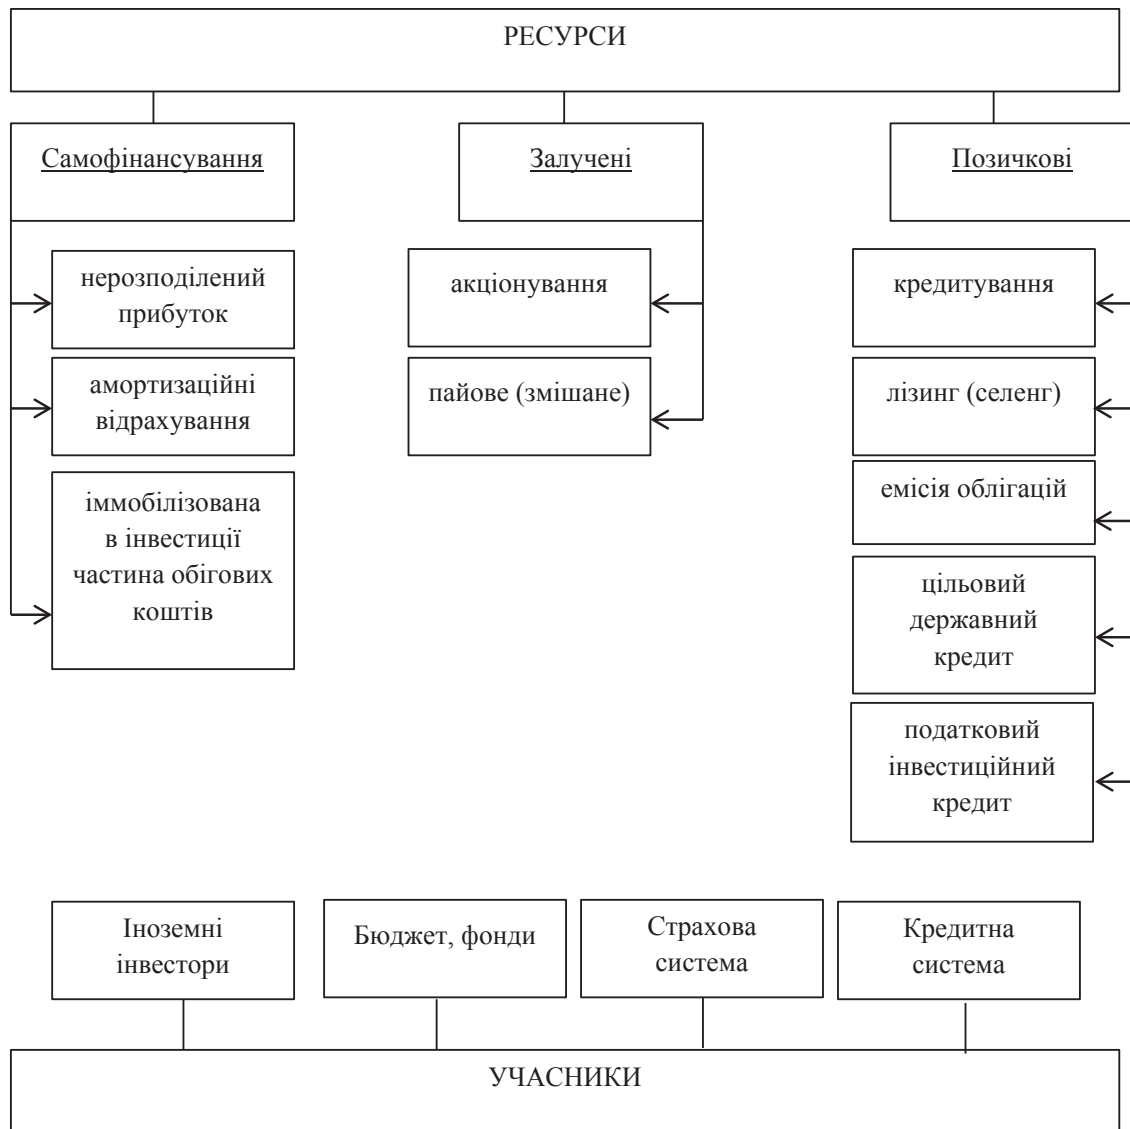 РЕСУРСИ
Самофінансування
Залучені
Позичкові
нерозподілений
прибуток
амортизаційні
відрахування
іммобілізована
в інвестиції
частина обігових
коштів
акціонування
пайове (змішане)
кредитування
лізинг (селенг)
емісія облігацій
цільовий
державний
кредит
податковий
інвестиційний
кредит
Іноземні
інвестори
Бюджет, фонди
Страхова
система
Кредитна
система
УЧАСНИКИ